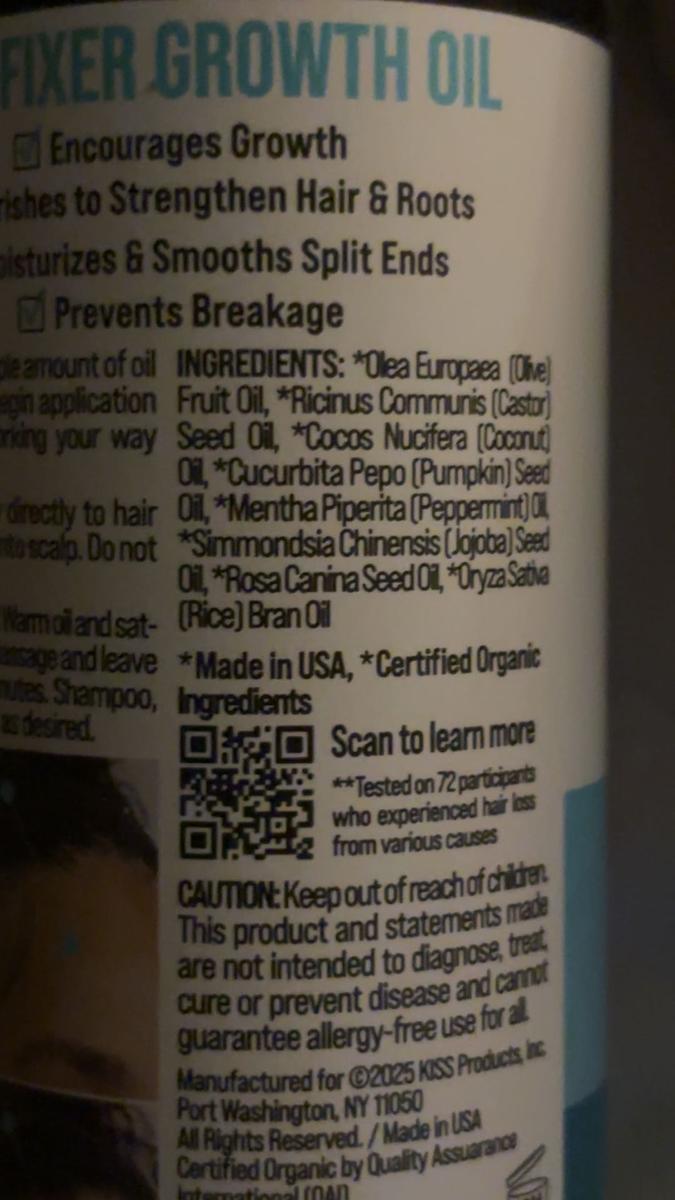 FIXER GROWTH OIL
Encourages Growth
rishes to Strengthen Hair & Roots
oisturizes & Smooths Split Ends
Prevents Breakage
ple amount of oil
egin application
orking your way
directly to hair
nto scalp. Do not
Warm oil and sat-
assage and leave
nutes. Shampoo,
as desired.
INGREDIENTS: *Olea Europaea (Olive)
Fruit Oil, *Ricinus Communis (Castor)
Seed Oil, *Cocos Nucifera (Coconut)
Oil, *Cucurbita Pepo (Pumpkin) Seed
Oil, *Mentha Piperita (Peppermint) Oil,
*Simmondsia Chinensis (Jojoba) Seed
Oil, *Rosa Canina Seed Oil, *Oryza Sativa
(Rice) Bran Oil
*Made in USA, *Certified Organic
Ingredients
Scan to learn more
**Tested on 72 participants
who experienced hair loss
from various causes
CAUTION: Keep out of reach of children.
This product and statements made
are not intended to diagnose, treat,
cure or prevent disease and cannot
guarantee allergy-free use for all.
Manufactured for ©2025 KISS Products, Inc.
Port Washington, NY 11050
All Rights Reserved. / Made in USA
Certified Organic by Quality Assuarance
International (QAI)